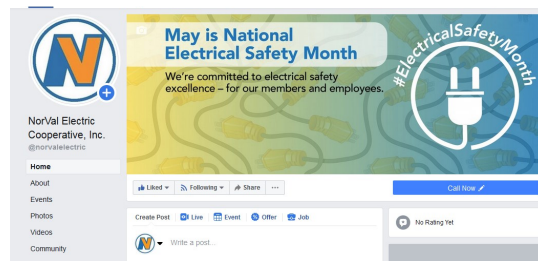 NV
NorVal Electric
Cooperative, Inc.
@norvalelectric
Home
About
Events
Photos
Videos
Community
May is National
Electrical Safety Month
We're committed to electrical safety
excellence – for our members and employees.
#ElectricalSafetyMonth
Liked
Following
Share
Call Now
Create Post
Live
Event
Offer
Job
NV
Write a post...
No Rating Yet